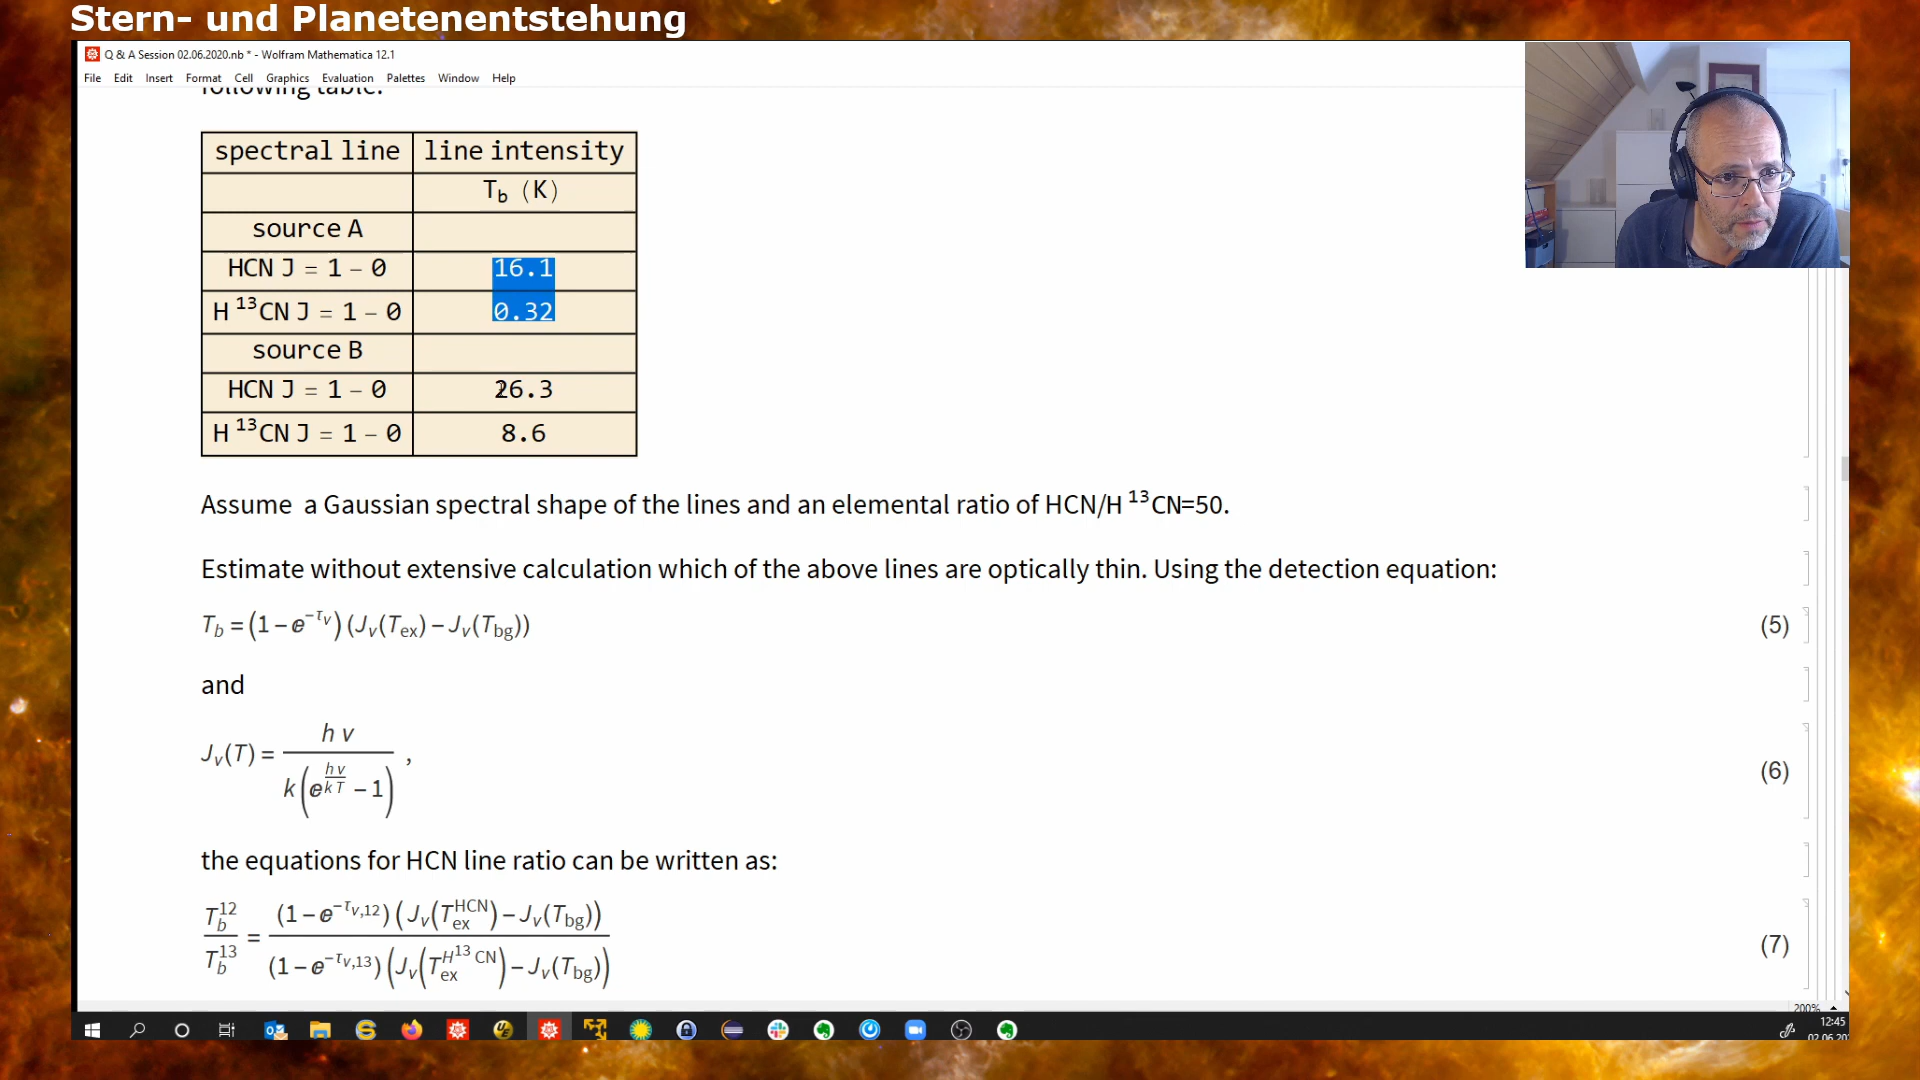 Stern- und Planetenentstehung
Q & A Session 02.06.2020.nb * - Wolfram Mathematica 12.1
File Edit Insert Format Cell Graphics Evaluation Palettes Window Help
following table:
spectral line line intensity
T_b (K)
source A
HCN J = 1 – 0 16.1
H ¹³CN J = 1 – 0 0.32
source B
HCN J = 1 – 0 26.3
H ¹³CN J = 1 – 0 8.6
Assume a Gaussian spectral shape of the lines and an elemental ratio of HCN/H ¹³CN=50.
Estimate without extensive calculation which of the above lines are optically thin. Using the detection equation:
T_b = (1 – e^{–τ_ν}) (J_ν(T_ex) – J_ν(T_bg)) (5)
and
J_ν(T) = h ν / (k (e^{h ν / k T} – 1)) , (6)
the equations for HCN line ratio can be written as:
T_b^{12} / T_b^{13} = (1 – e^{–τ_ν,12}) (J_ν(T_ex^{HCN}) – J_ν(T_bg)) / (1 – e^{–τ_ν,13}) (J_ν(T_ex^{H¹³CN}) – J_ν(T_bg)) (7)
200%
12:45